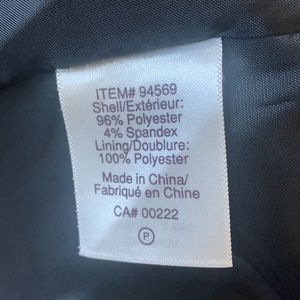 ITEM# 94569
Shell/Extérieur:
96% Polyester
4% Spandex
Lining/Doublure:
100% Polyester
Made in China/
Fabriqué en Chine
CA# 00222
P